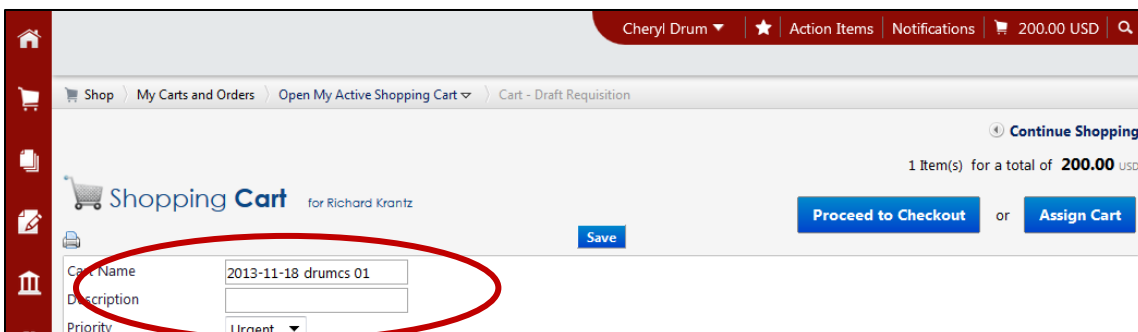 Cheryl Drum Action Items Notifications 200.00 USD
Shop My Carts and Orders Open My Active Shopping Cart Cart - Draft Requisition
Continue Shopping
1 Item(s) for a total of 200.00 USD
Shopping Cart for Richard Krantz
Proceed to Checkout or Assign Cart
Save
Cart Name 2013-11-18 drumcs 01
Description
Priority Urgent